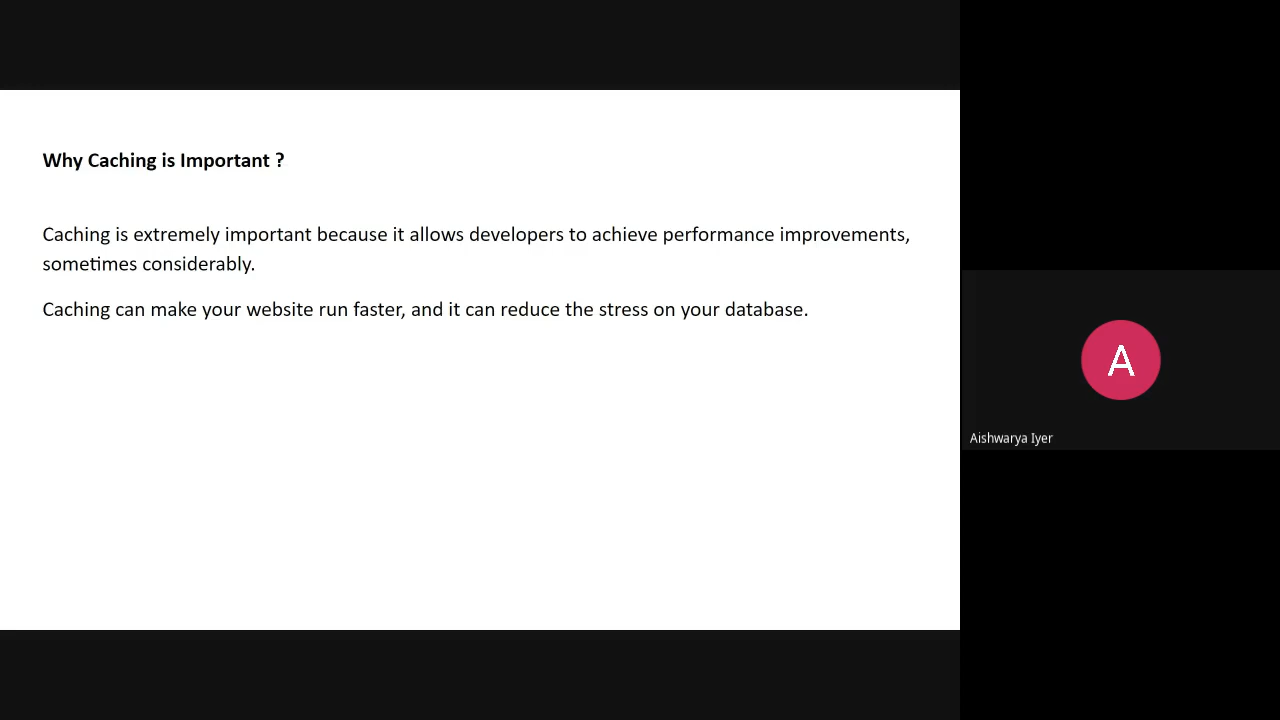 Why Caching is Important ?
Caching is extremely important because it allows developers to achieve performance improvements,
sometimes considerably.
Caching can make your website run faster, and it can reduce the stress on your database.
A
Aishwarya Iyer